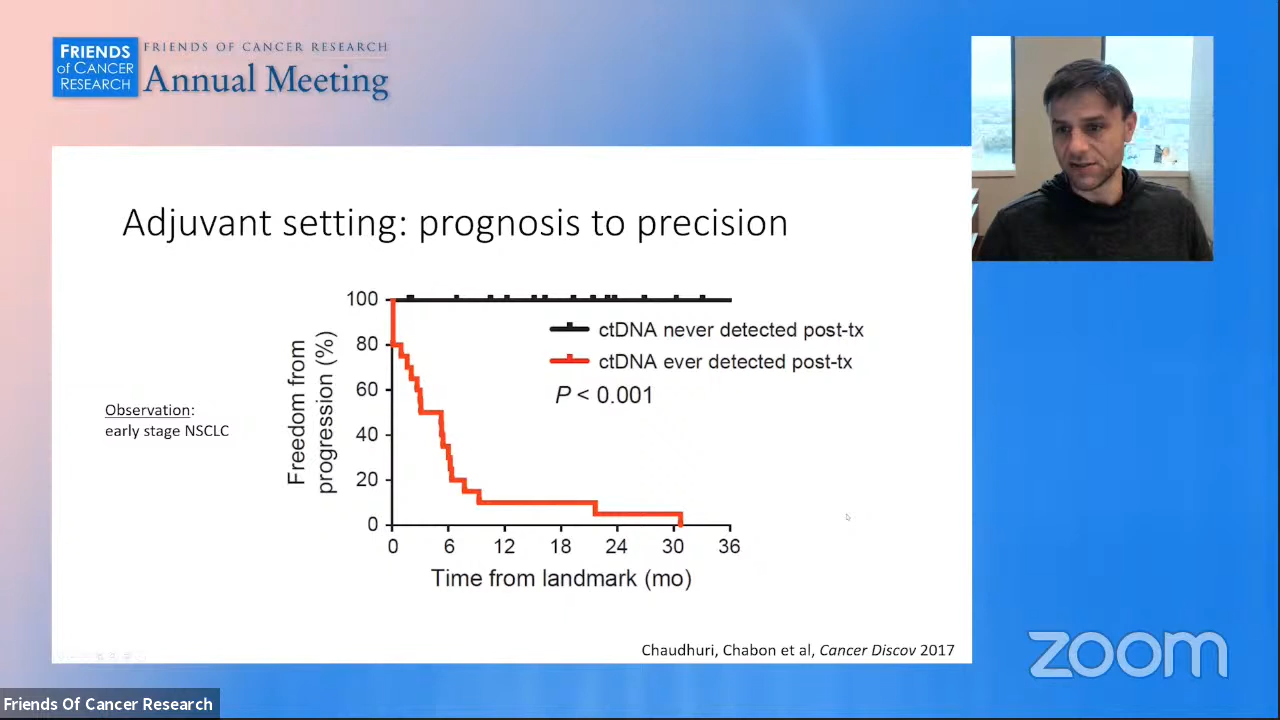 FRIENDS
of CANCER
RESEARCH
FRIENDS OF CANCER RESEARCH
Annual Meeting
Adjuvant setting: prognosis to precision
Observation:
early stage NSCLC
Freedom from
progression (%)
100
80
60
40
20
0
ctDNA never detected post-tx
ctDNA ever detected post-tx
P < 0.001
0 6 12 18 24 30 36
Time from landmark (mo)
Chaudhuri, Chabon et al, Cancer Discov 2017
zoom
Friends Of Cancer Research